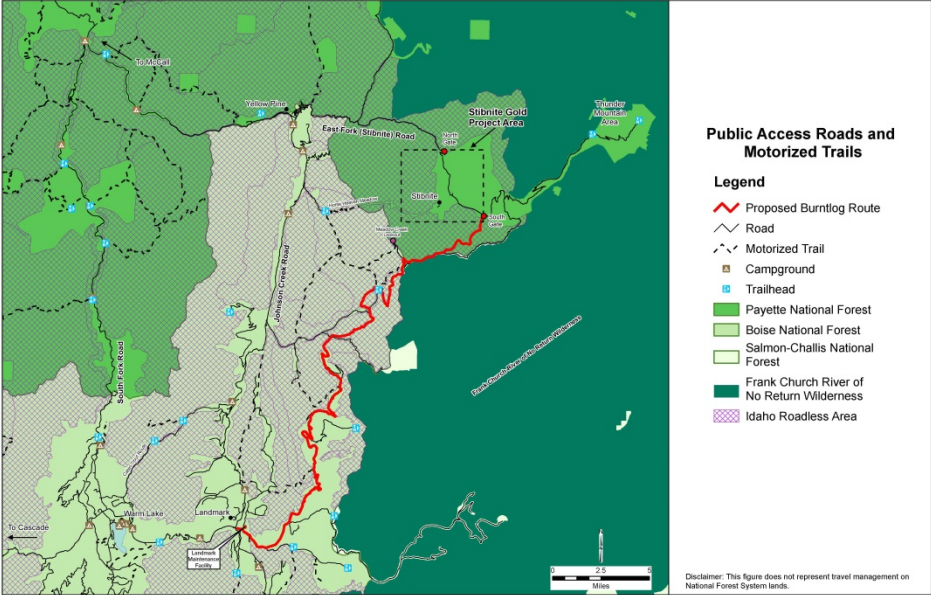 To McCall
Yellow Pine
East Fork (Stibnite) Road
Stibnite Gold
Project Area
North
Gate
Thunder
Mountain
Area
Stibnite
South
Gate
Johnson Creek Road
South Fork Road
Frank Church-River of No Return Wilderness
To Cascade
Warm Lake
Landmark
Landmark
Maintenance
Facility
0 2.5 5
Miles
Public Access Roads and
Motorized Trails
Legend
Proposed Burntlog Route
Road
Motorized Trail
Campground
Trailhead
Payette National Forest
Boise National Forest
Salmon-Challis National
Forest
Frank Church River of
No Return Wilderness
Idaho Roadless Area
Disclaimer: This figure does not represent travel management on
National Forest System lands.